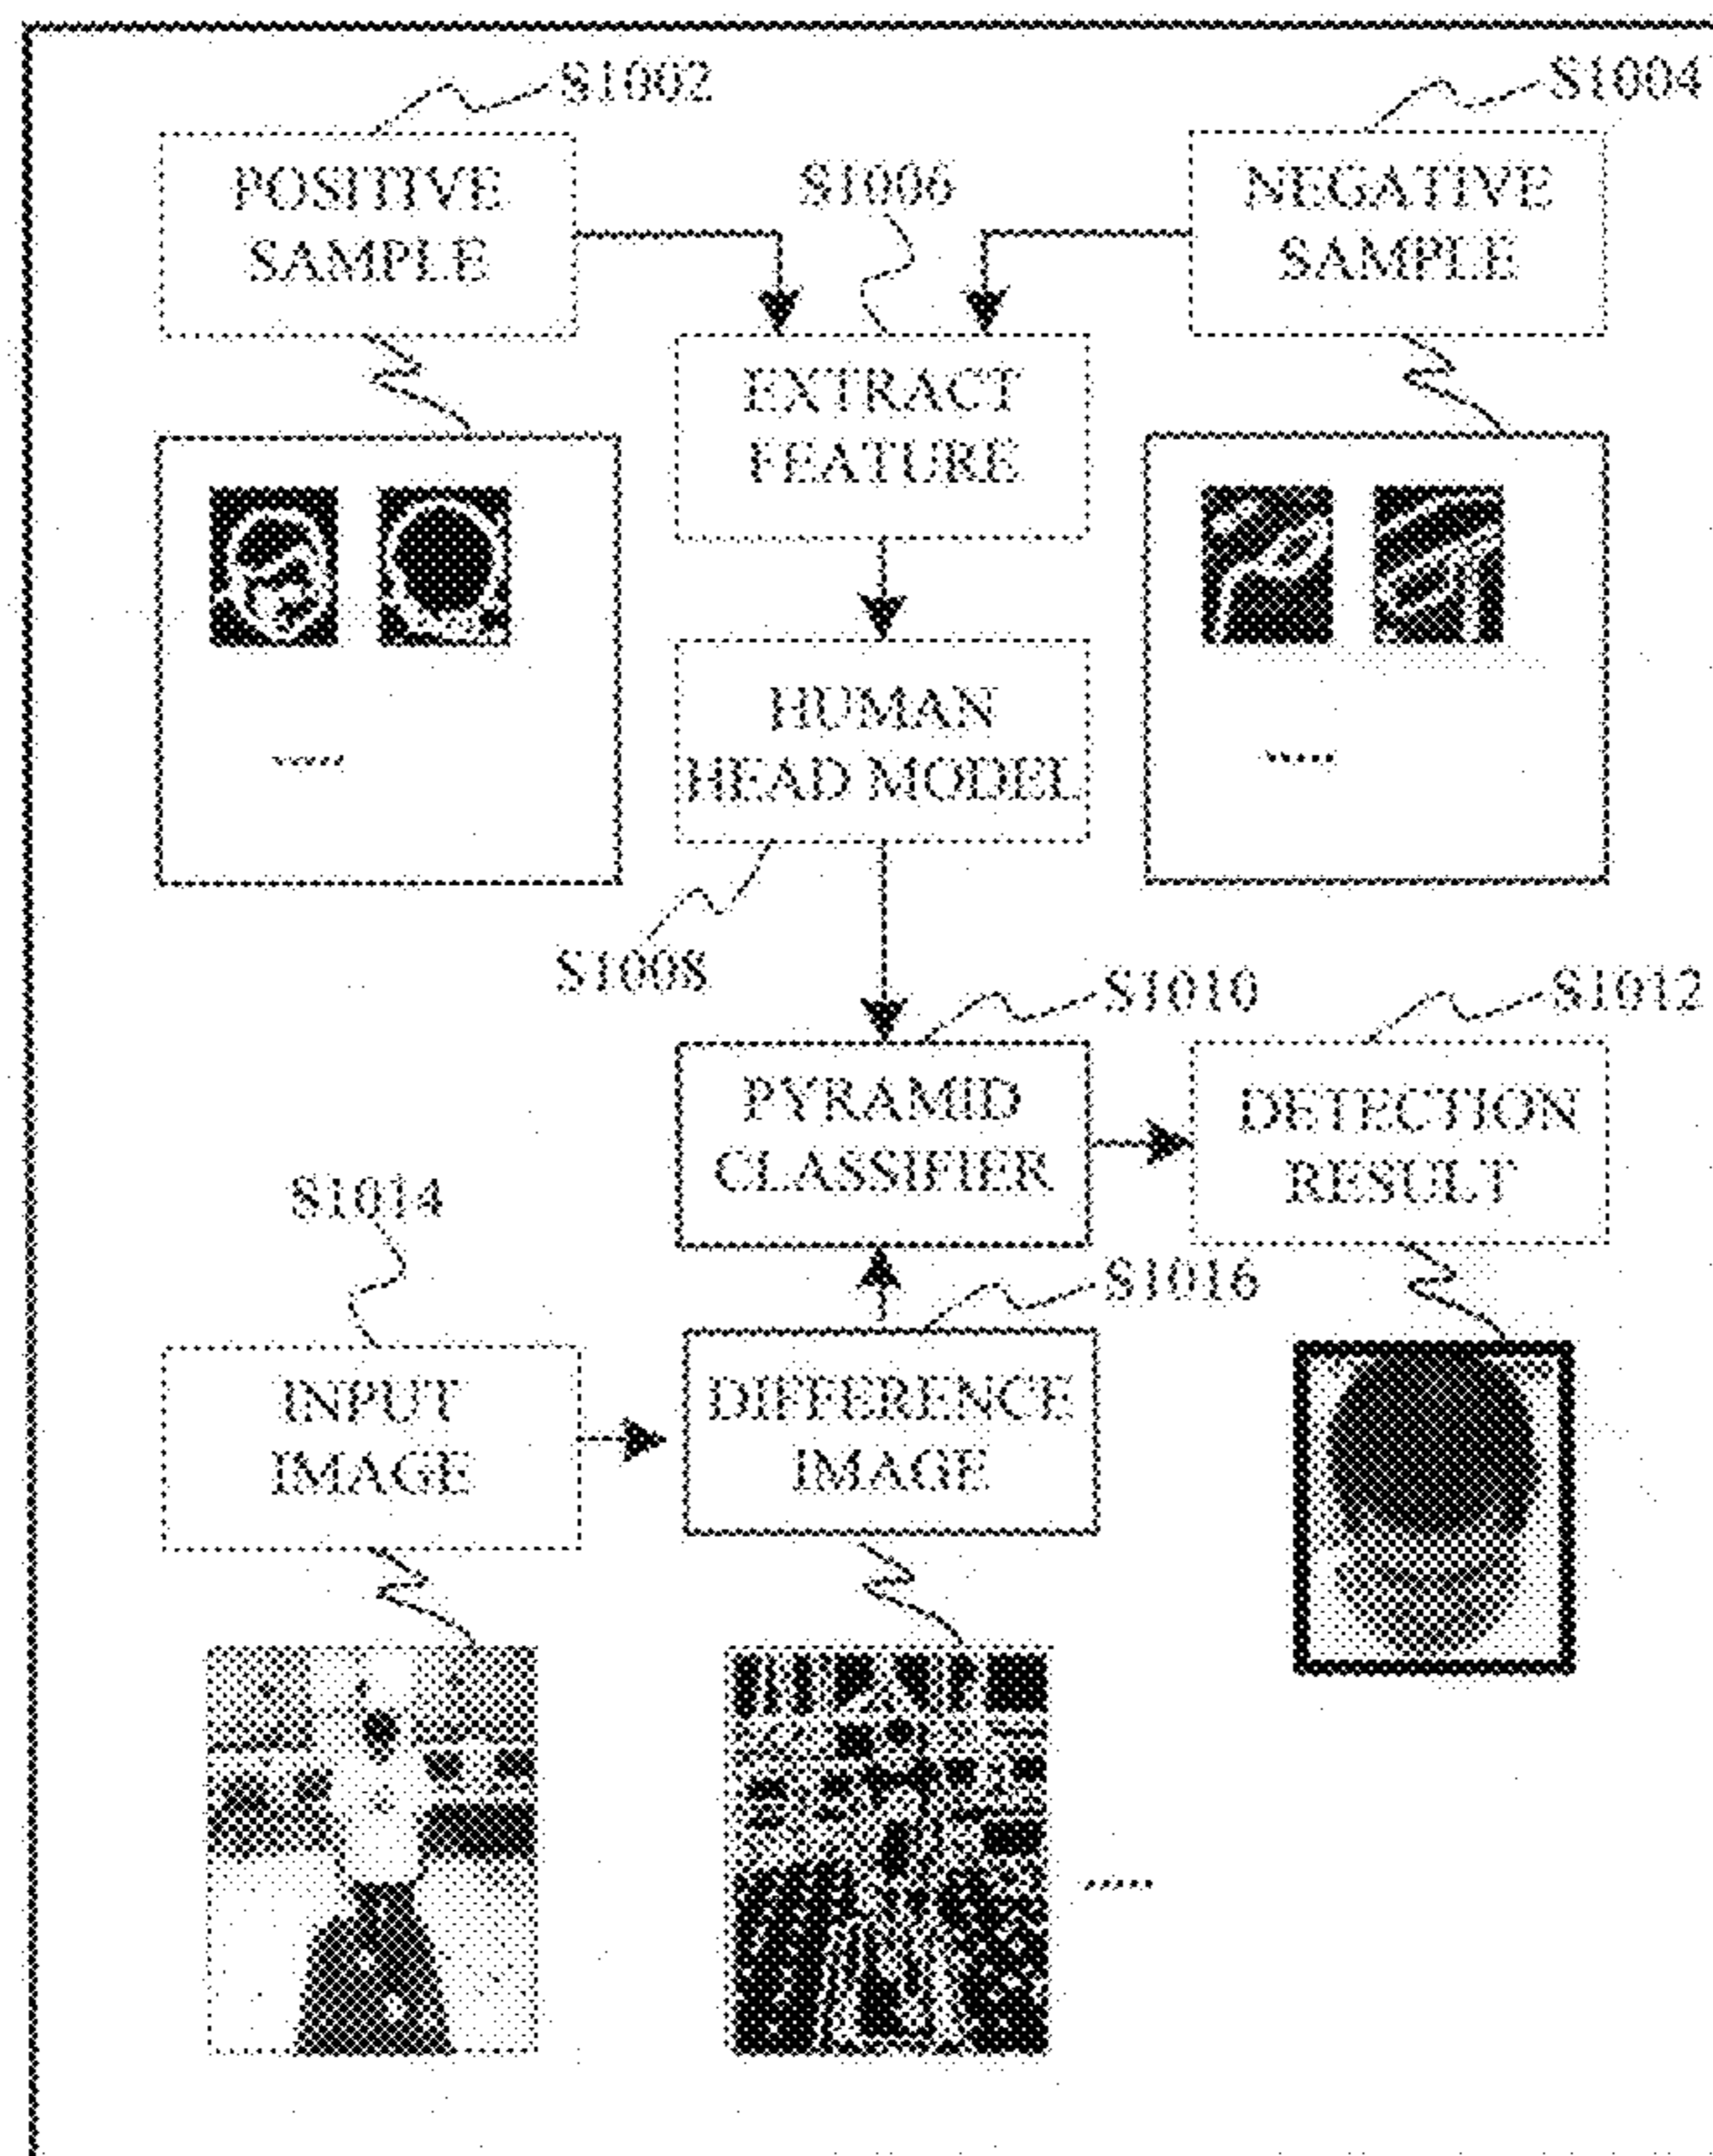 S1002
S1004
POSITIVE
SAMPLE
S1006
NEGATIVE
SAMPLE
EXTRACT
FEATURE
HUMAN
HEAD MODEL
S1008
S1010
S1012
PYRAMID
CLASSIFIER
DETECTION
RESULT
S1014
S1016
INPUT
IMAGE
DIFFERENCE
IMAGE